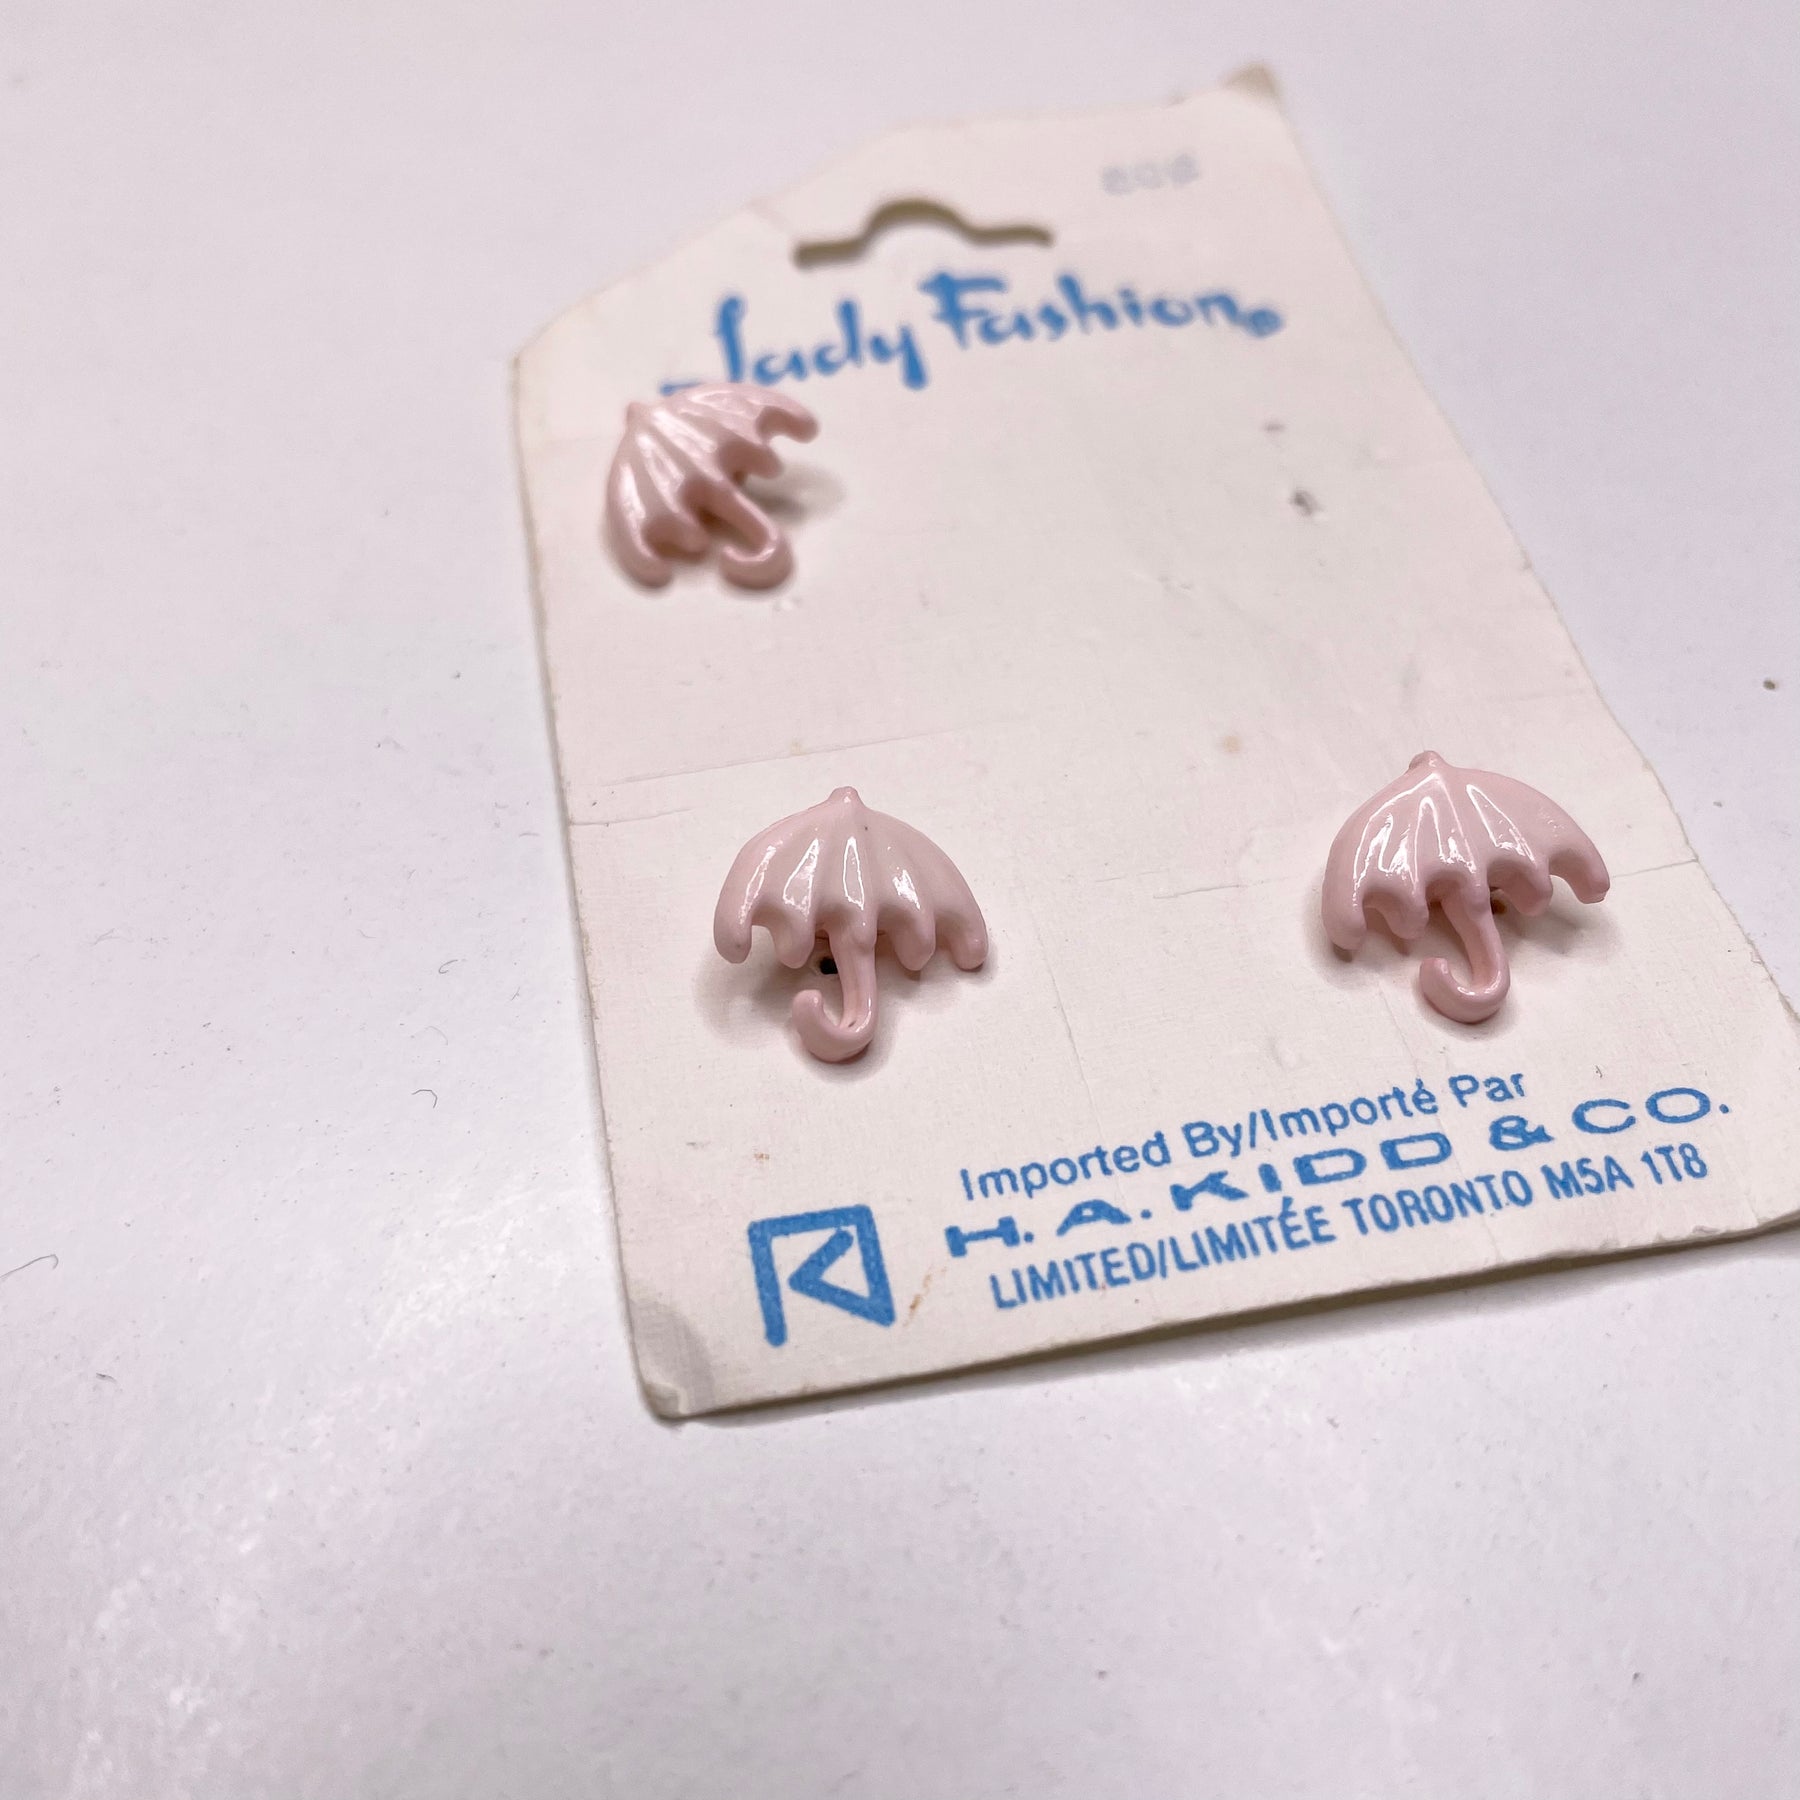 Lady Fashion®
Imported By/Importé Par
H.A. KIDD & CO.
LIMITED/LIMITÉE TORONTO M5A 1T8